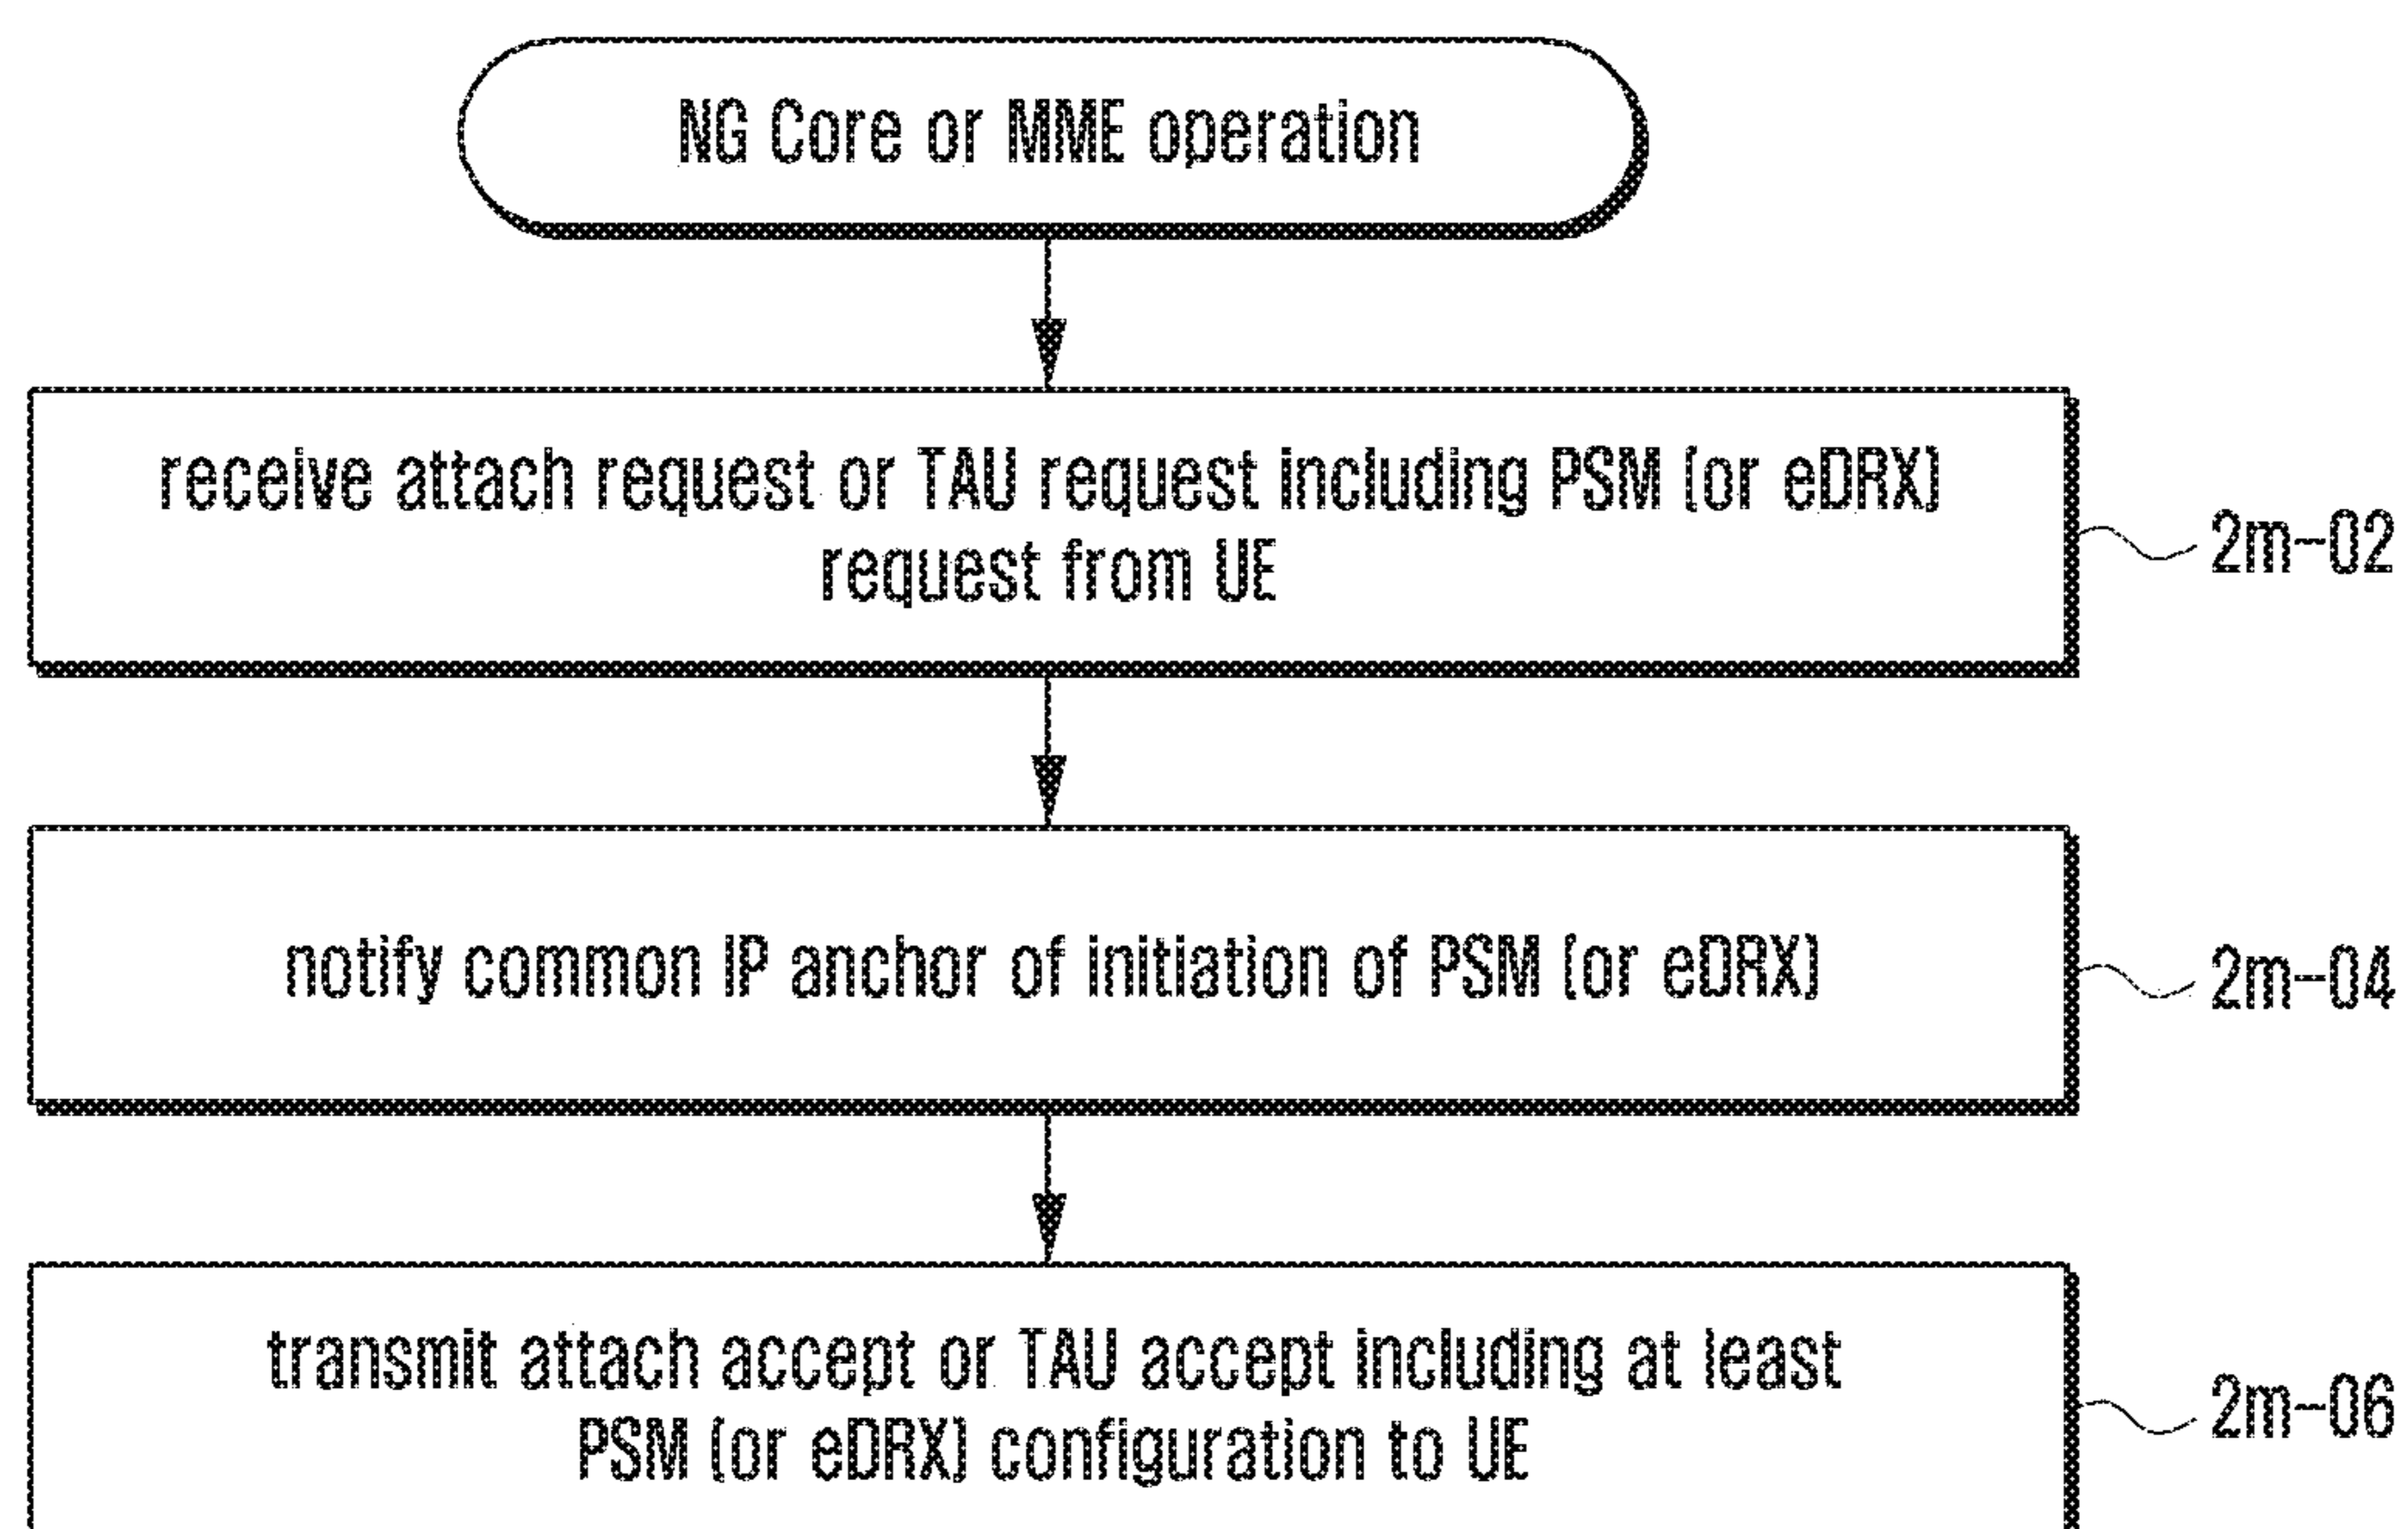 NG Core or MME operation
receive attach request or TAU request including PSM (or eDRX)
request from UE
2m-02
notify common IP anchor of initiation of PSM (or eDRX)
2m-04
transmit attach accept or TAU accept including at least
PSM (or eDRX) configuration to UE
2m-06